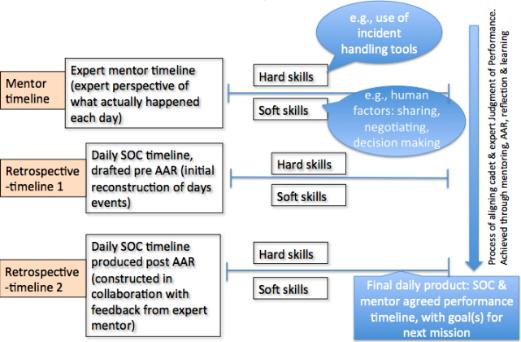 e.g., use of
incident
handling tools
Mentor
timeline
Expert mentor timeline
(expert perspective of
what actually happened
each day)
Hard skills
Soft skills
e.g., human
factors: sharing,
negotiating,
decision making
Retrospective
-timeline 1
Daily SOC timeline,
drafted pre AAR (initial
reconstruction of days
events)
Hard skills
Soft skills
Retrospective
-timeline 2
Daily SOC timeline
produced post AAR
(constructed in
collaboration with
feedback from expert
mentor)
Hard skills
Soft skills
Final daily product: SOC &
mentor agreed performance
timeline, with goal(s) for
next mission
Process of aligning cadet & expert Judgement of Performance.
Achieved through mentoring, AAR, reflection & learning